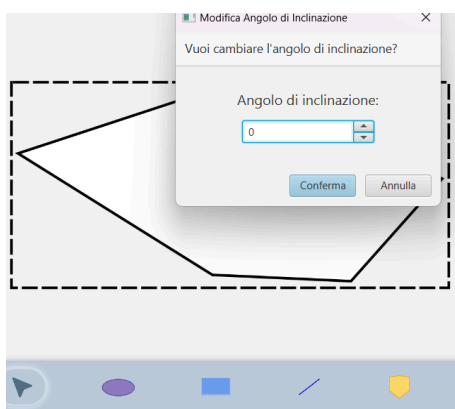 Modifica Angolo di Inclinazione
Vuoi cambiare l'angolo di inclinazione?
Angolo di inclinazione:
0
Conferma Annulla